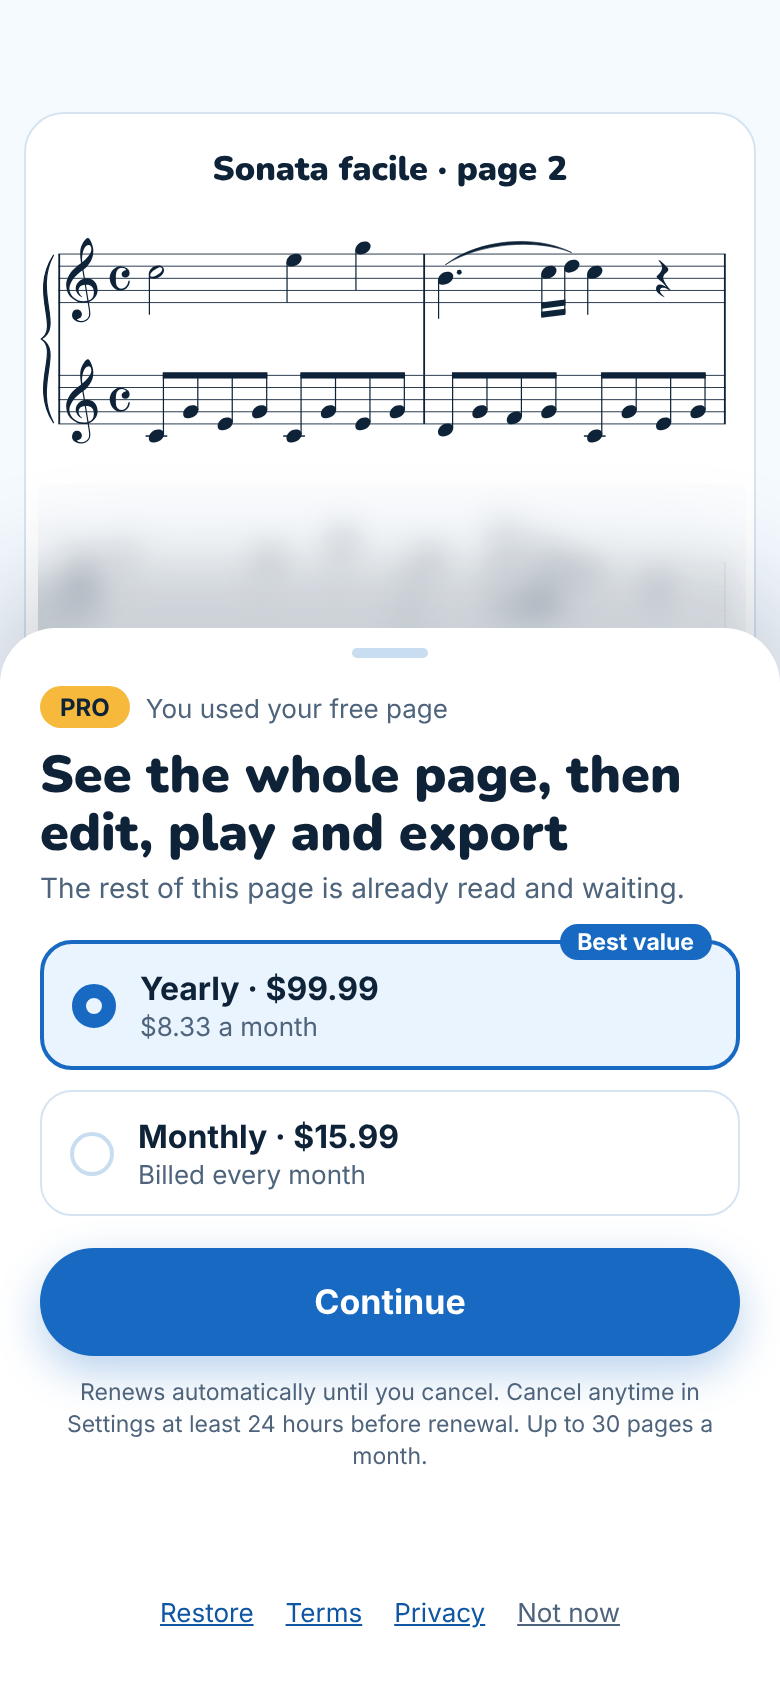 Sonata facile · page 2
PRO
You used your free page
See the whole page, then
edit, play and export
The rest of this page is already read and waiting.
Best value
Yearly · $99.99
$8.33 a month
Monthly · $15.99
Billed every month
Continue
Renews automatically until you cancel. Cancel anytime in
Settings at least 24 hours before renewal. Up to 30 pages a
month.
Restore
Terms
Privacy
Not now